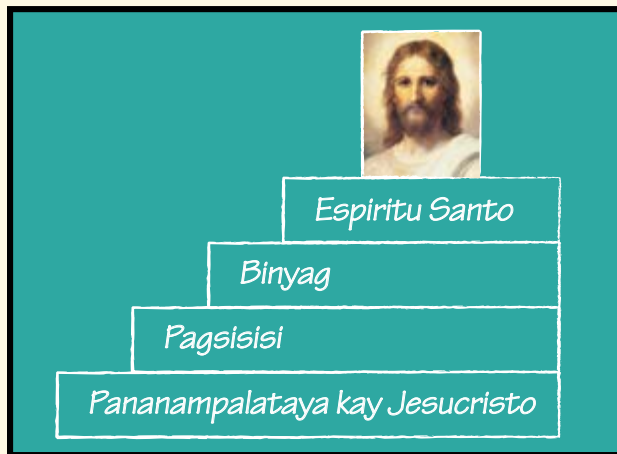 Espiritu Santo
Binyag
Pagsisisi
Pananampalataya kay Jesucristo